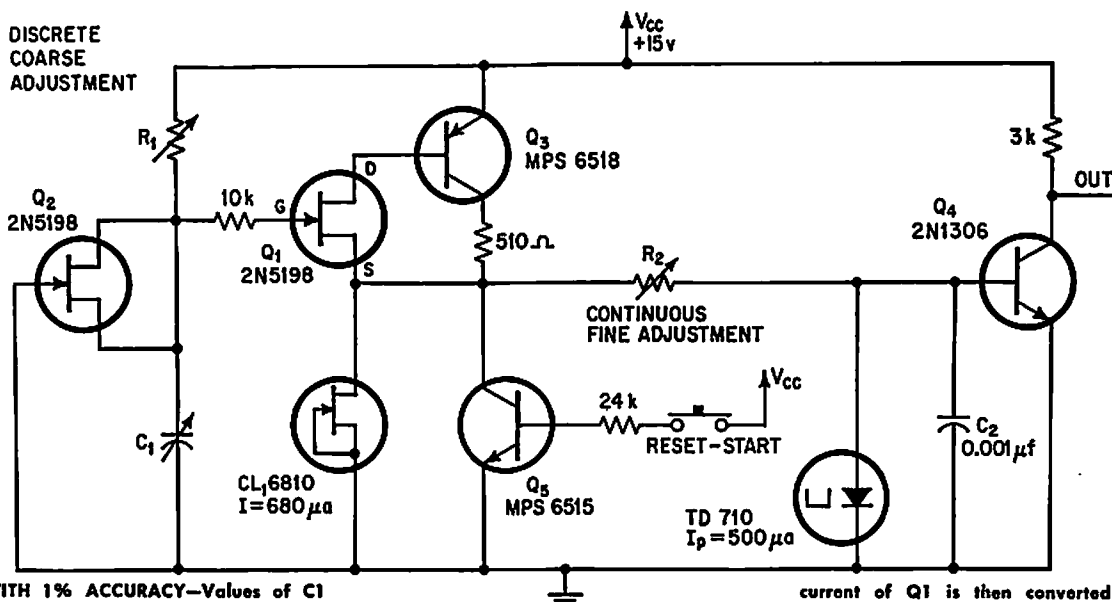 DISCRETE
COARSE
ADJUSTMENT
VCC
+15v
R1
Q3
MPS 6518
3k
OUT
Q2
2N5198
10k
G
D
Q1
2N5198
S
510Ω
R2
CONTINUOUS
FINE ADJUSTMENT
Q4
2N1306
C1
CL16810
I=680μa
Q5
MPS 6515
24k
RESET-START
VCC
TD 710
Ip=500μa
C2
0.001μf
ITH 1% ACCURACY—Values of C1
current of Q1 is then converted